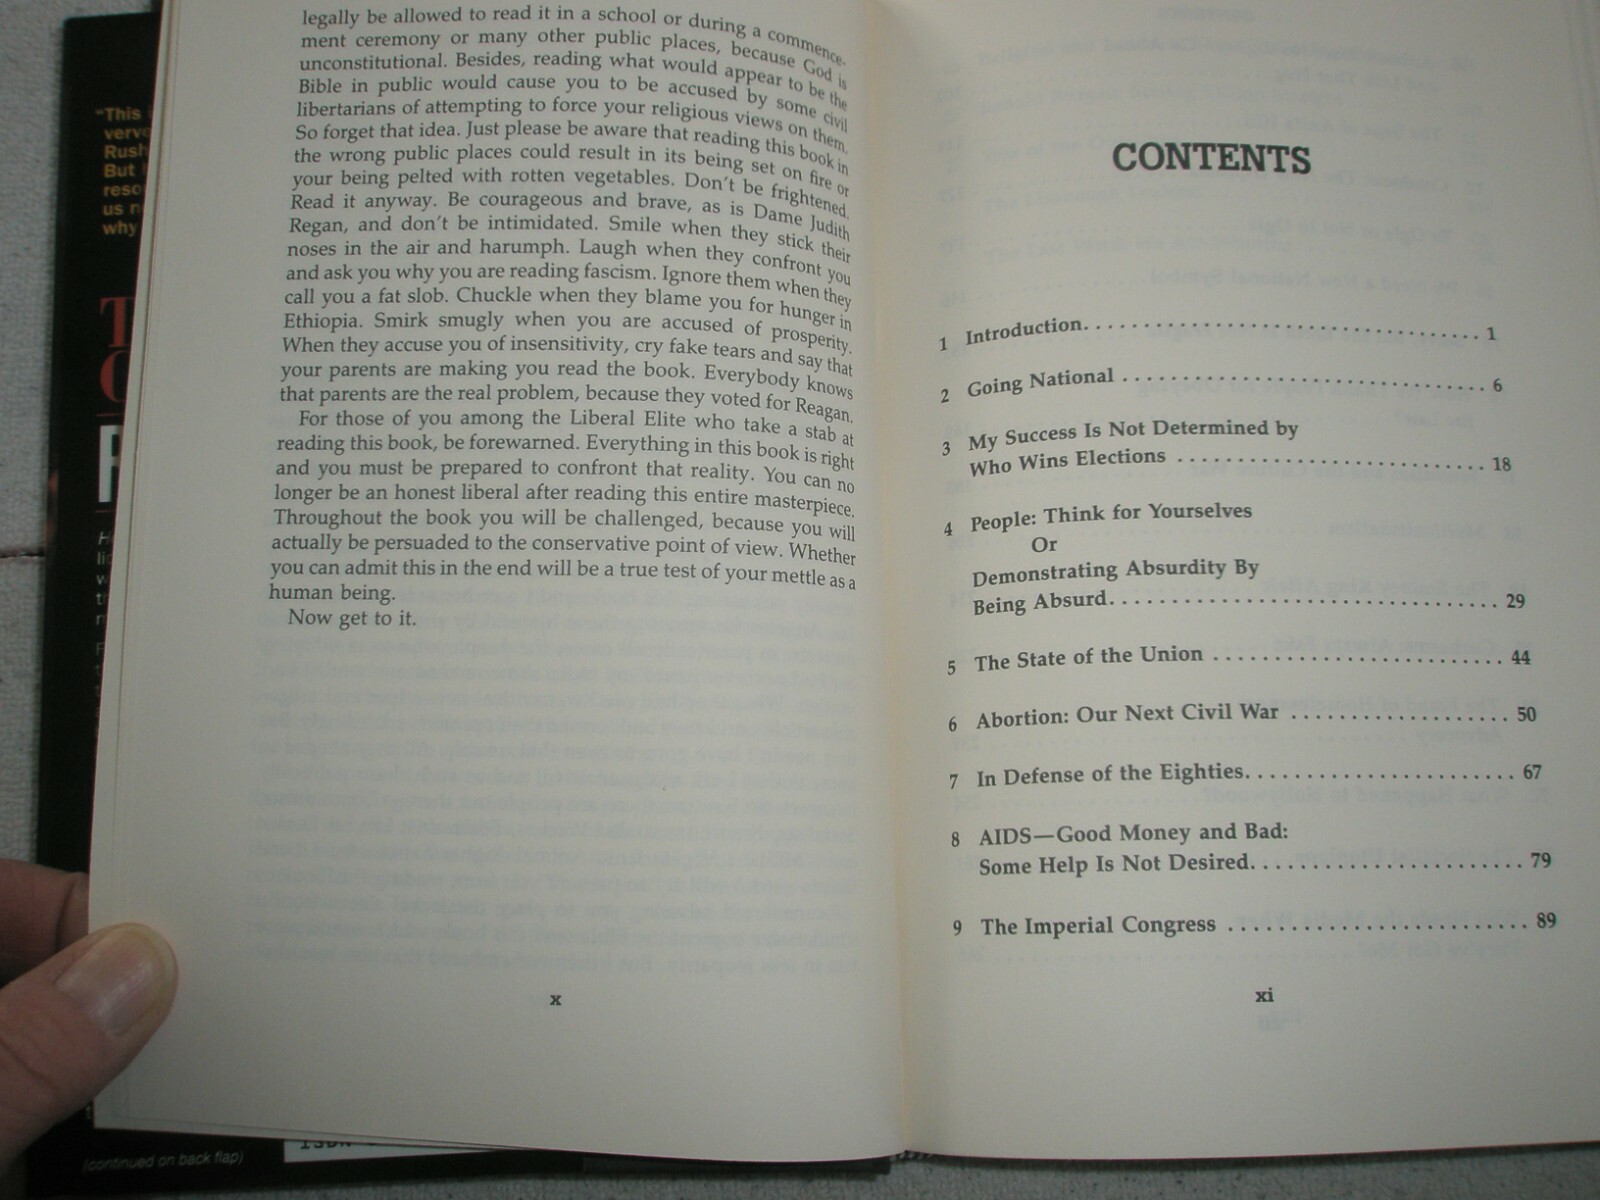 "This
verve
Rush
But
reso
us n
why
(continued on back flap)
legally be allowed to read it in a school or during a commence-
ment ceremony or many other public places, because God is
unconstitutional. Besides, reading what would appear to be the
Bible in public would cause you to be accused by some civil
libertarians of attempting to force your religious views on them.
So forget that idea. Just please be aware that reading this book in
the wrong public places could result in its being set on fire or
your being pelted with rotten vegetables. Don't be frightened.
Read it anyway. Be courageous and brave, as is Dame Judith
Regan, and don't be intimidated. Smile when they stick their
noses in the air and harumph. Laugh when they confront you
and ask you why you are reading fascism. Ignore them when they
call you a fat slob. Chuckle when they blame you for hunger in
Ethiopia. Smirk smugly when you are accused of prosperity.
When they accuse you of insensitivity, cry fake tears and say that
your parents are making you read the book. Everybody knows
that parents are the real problem, because they voted for Reagan.
For those of you among the Liberal Elite who take a stab at
reading this book, be forewarned. Everything in this book is right
and you must be prepared to confront that reality. You can no
longer be an honest liberal after reading this entire masterpiece.
Throughout the book you will be challenged, because you will
actually be persuaded to the conservative point of view. Whether
you can admit this in the end will be a true test of your mettle as a
human being.
Now get to it.
x
CONTENTS
1 Introduction. . . . . . . . . . . . . . . . . . . . . . . . . . . . . . . . . 1
2 Going National . . . . . . . . . . . . . . . . . . . . . . . . . . . . . . 6
3 My Success Is Not Determined by
Who Wins Elections . . . . . . . . . . . . . . . . . . . . . . . . . . 18
4 People: Think for Yourselves
Or
Demonstrating Absurdity By
Being Absurd. . . . . . . . . . . . . . . . . . . . . . . . . . . . . . . . 29
5 The State of the Union . . . . . . . . . . . . . . . . . . . . . . . . 44
6 Abortion: Our Next Civil War . . . . . . . . . . . . . . . . . . 50
7 In Defense of the Eighties. . . . . . . . . . . . . . . . . . . . . . 67
8 AIDS—Good Money and Bad:
Some Help Is Not Desired. . . . . . . . . . . . . . . . . . . . . . 79
9 The Imperial Congress . . . . . . . . . . . . . . . . . . . . . . . . 89
xi